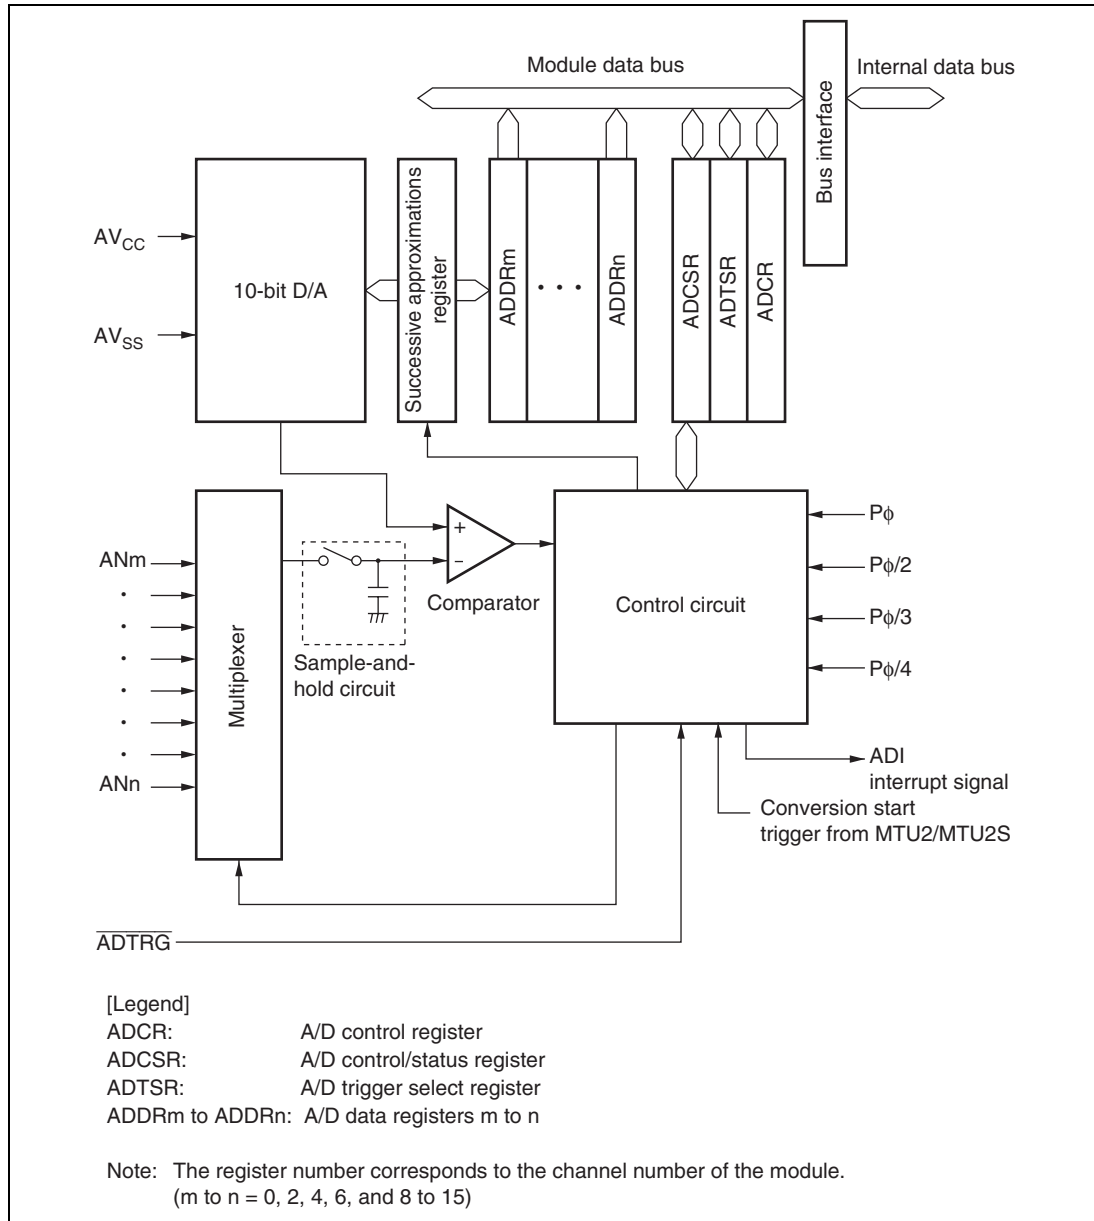 Module data bus
Internal data bus
Bus interface
AV_CC
AV_SS
10-bit D/A
Successive approximations
register
ADDRm
• • •
ADDRn
ADCSR
ADTSR
ADCR
ANm
•
•
•
•
•
•
ANn
Multiplexer
Sample-and-
hold circuit
+
−
Comparator
Control circuit
Pϕ
Pϕ/2
Pϕ/3
Pϕ/4
ADI
interrupt signal
Conversion start
trigger from MTU2/MTU2S
A̅D̅T̅R̅G̅
[Legend]
ADCR: A/D control register
ADCSR: A/D control/status register
ADTSR: A/D trigger select register
ADDRm to ADDRn: A/D data registers m to n
Note: The register number corresponds to the channel number of the module.
(m to n = 0, 2, 4, 6, and 8 to 15)